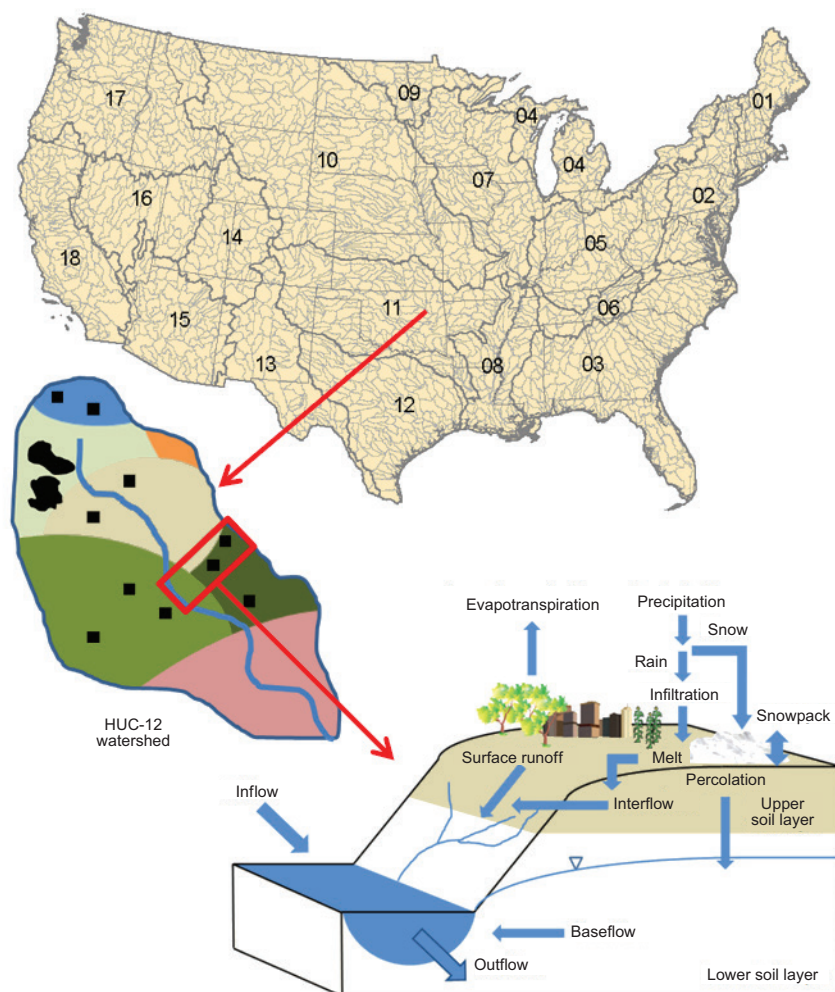 17
09
04
01
10
04
07
16
02
14
05
18
11
06
15
13
08
03
12
HUC-12
watershed
Evapotranspiration
Precipitation
Snow
Rain
Infiltration
Snowpack
Surface runoff
Melt
Percolation
Inflow
Interflow
Upper
soil layer
Baseflow
Outflow
Lower soil layer